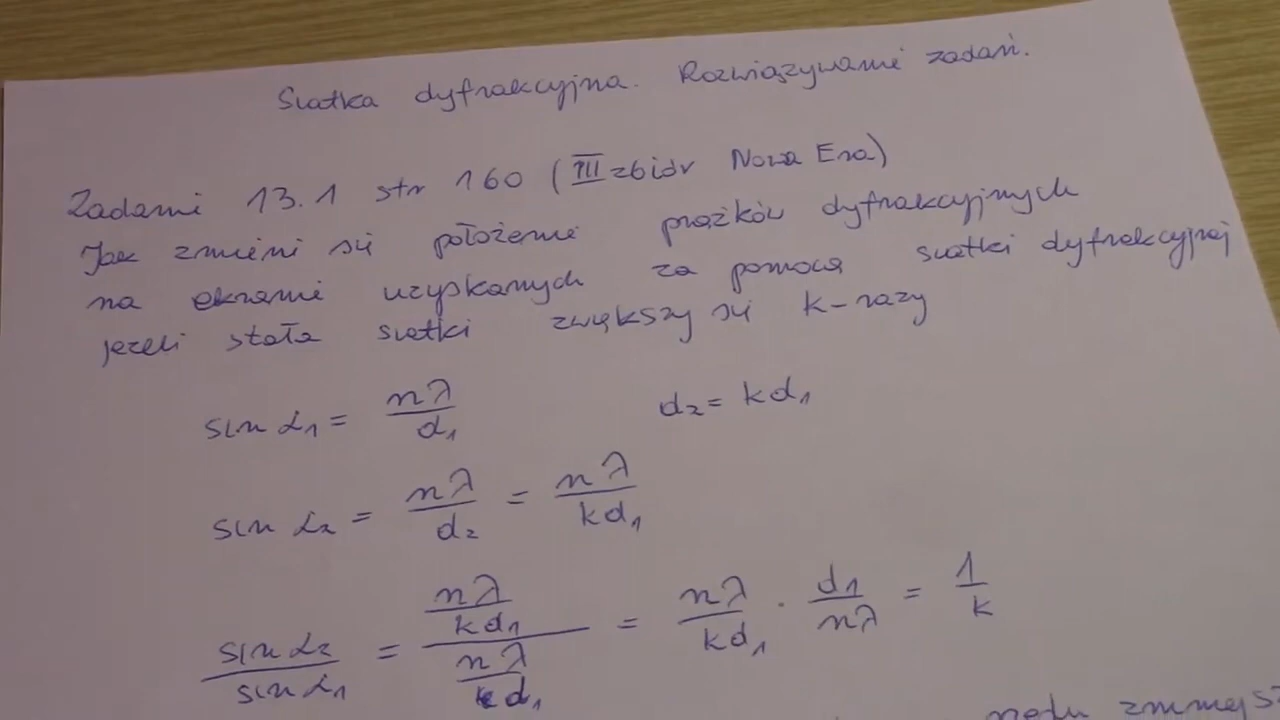 Siatka dyfrakcyjna. Rozwiązywanie zadań.
Zadanie 13.1 str 160 (III zbiór Nowa Era)
Jak zmieni się położenie prążków dyfrakcyjnych
na ekranie uzyskanych za pomocą siatki dyfrakcyjnej
jeżeli stała siatki zwiększy się k-razy
sin α₁ = nλ/d₁ d₂ = kd₁
sin α₂ = nλ/d₂ = nλ/kd₁
sin α₂/sin α₁ = (nλ/kd₁)/(nλ/d₁) = nλ/kd₁ · d₁/nλ = 1/k